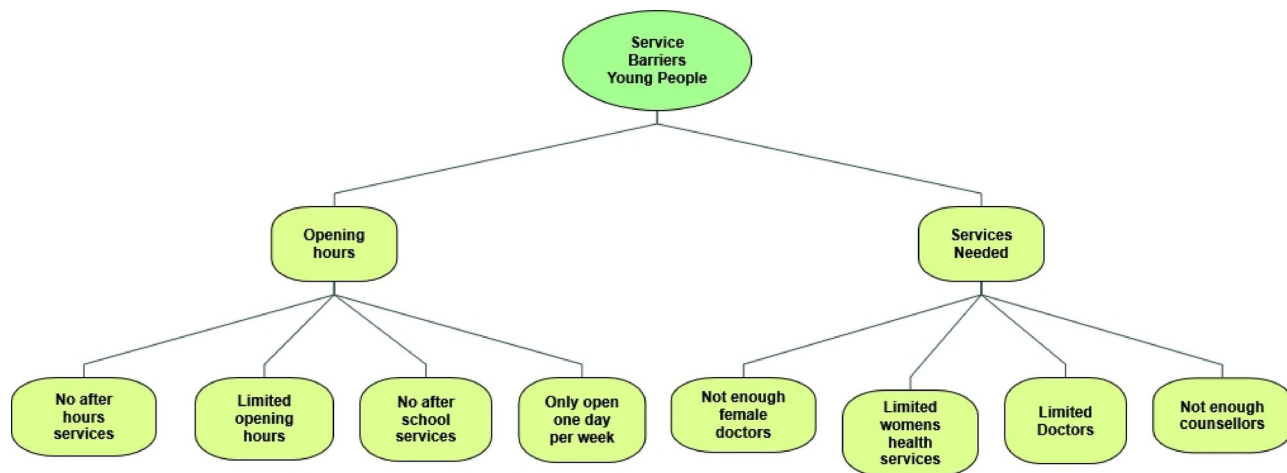 Service
Barriers
Young People
Opening
hours
Services
Needed
No after
hours
services
Limited
opening
hours
No after
school
services
Only open
one day
per week
Not enough
female
doctors
Limited
womens
health
services
Limited
Doctors
Not enough
counsellors